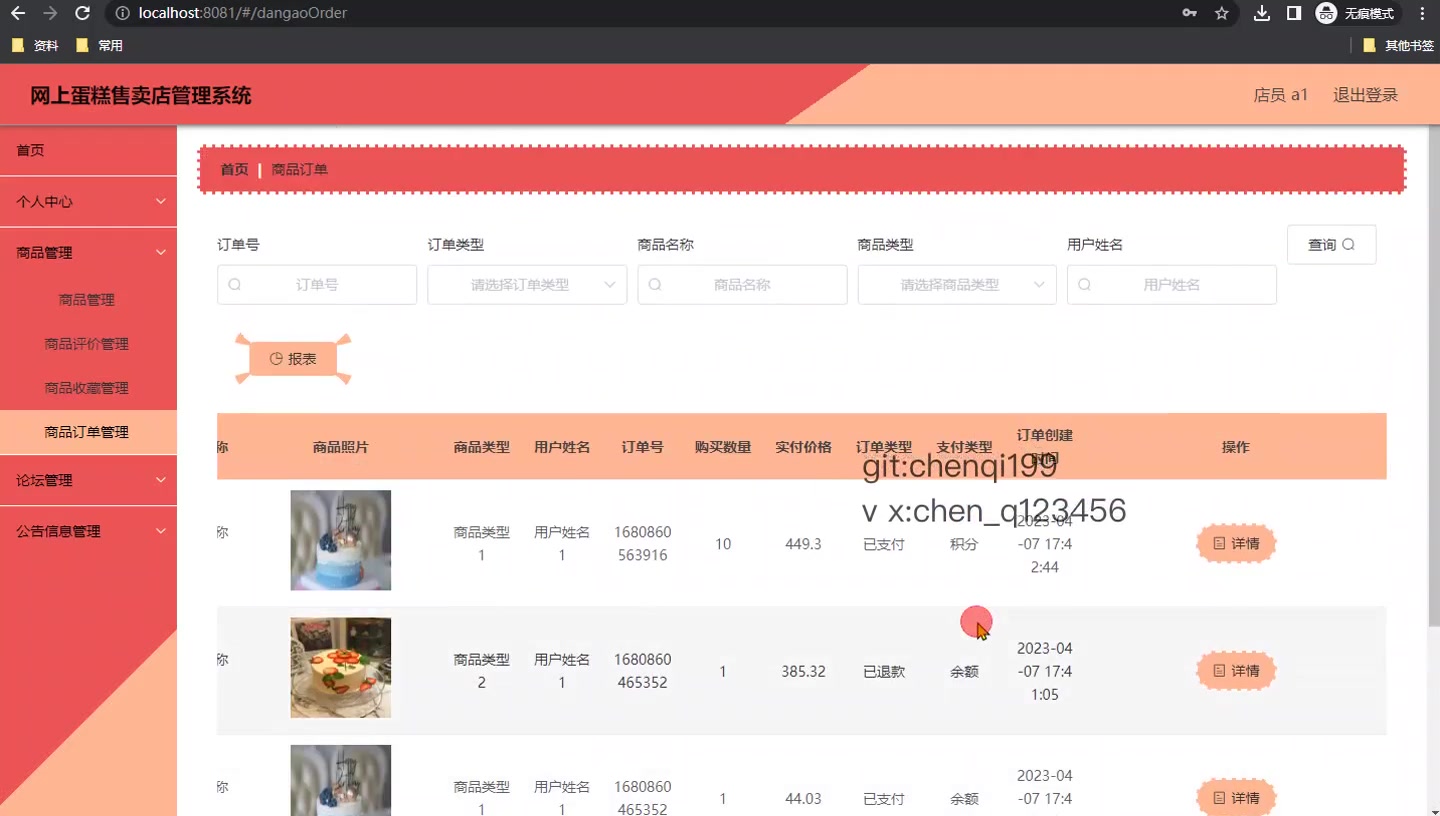 localhost:8081/#/dangaoOrder
无痕模式
资料 常用 其他书签
网上蛋糕售卖店管理系统
店员 a1 退出登录
首页
个人中心
商品管理
商品管理
商品评价管理
商品收藏管理
商品订单管理
论坛管理
公告信息管理
首页 | 商品订单
订单号 订单类型 商品名称 商品类型 用户姓名 查询
订单号 请选择订单类型 商品名称 请选择商品类型 用户姓名
报表
称 商品照片 商品类型 用户姓名 订单号 购买数量 实付价格 订单类型 支付类型 订单创建时间 操作
git:chenqi199
v x:chen_q123456
称 商品类型1 用户姓名1 1680860563916 10 449.3 已支付 积分 2023-04-07 17:42:44 详情
称 商品类型2 用户姓名1 1680860465352 1 385.32 已退款 余额 2023-04-07 17:41:05 详情
称 商品类型1 用户姓名1 1680860465352 1 44.03 已支付 余额 2023-04-07 17:4 详情